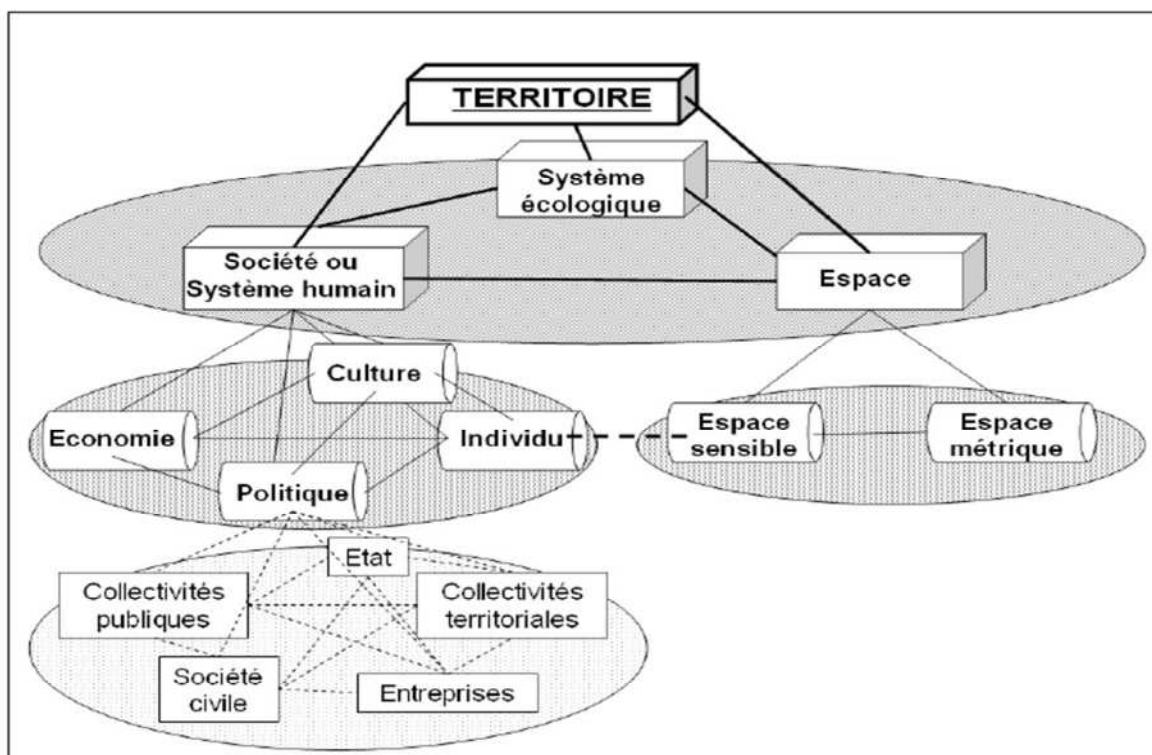 TERRITOIRE
Système
écologique
Société ou
Système humain
Espace
Culture
Economie
Individu
Espace
sensible
Espace
métrique
Politique
Etat
Collectivités
publiques
Collectivités
territoriales
Société
civile
Entreprises